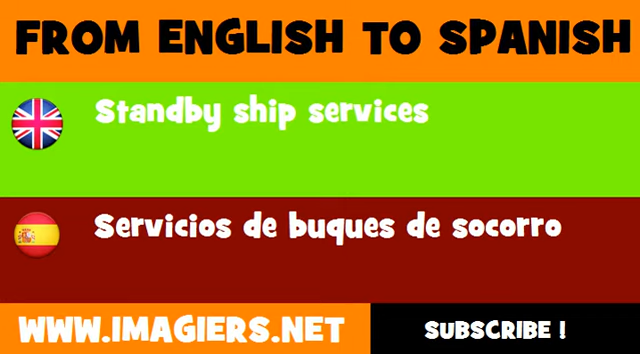 FROM ENGLISH TO SPANISH
Standby ship services
Servicios de buques de socorro
WWW.IMAGIERS.NET
SUBSCRIBE !